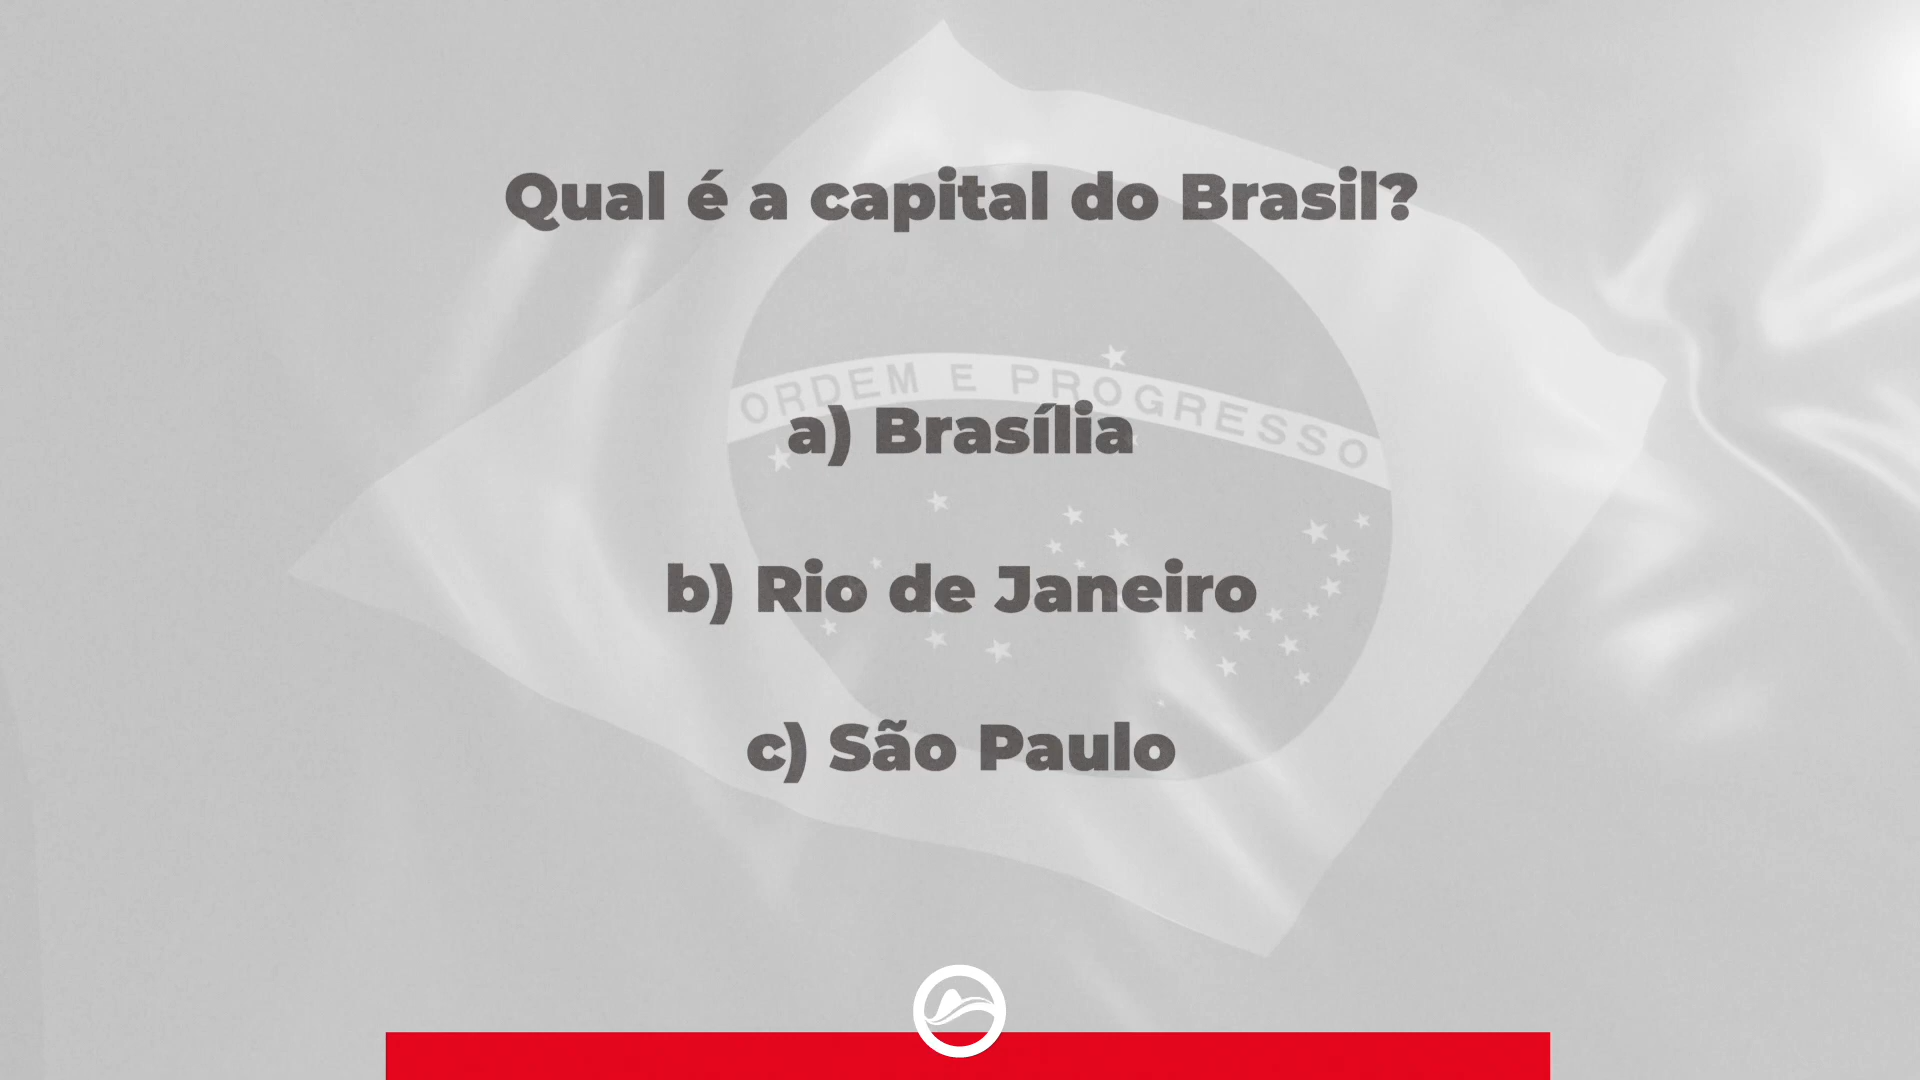 Qual é a capital do Brasil?
ORDEM E PROGRESSO
a) Brasília
b) Rio de Janeiro
c) São Paulo